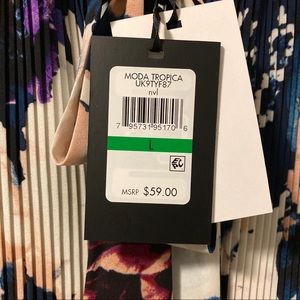 MODA TROPICA
UK9TYF87
nvl
7 95731 95170 6
L
MSRP $59.00